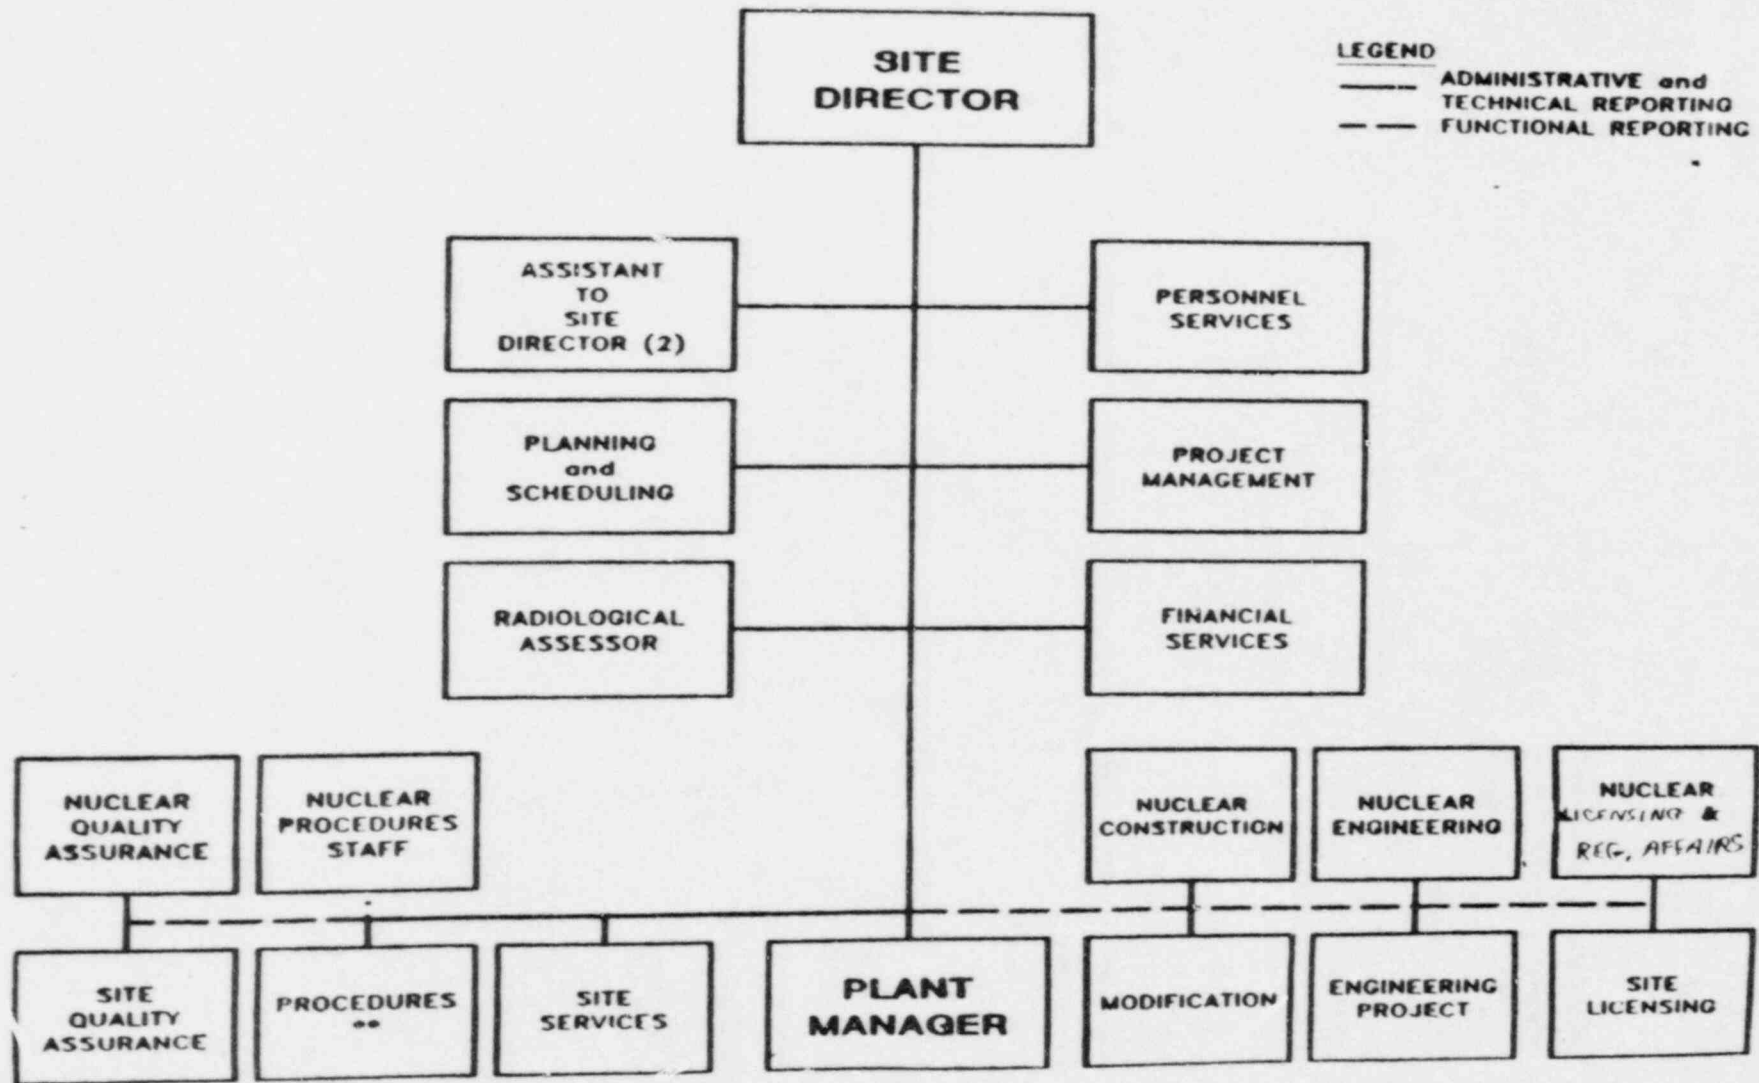 SITE
DIRECTOR
LEGEND
ADMINISTRATIVE and
TECHNICAL REPORTING
FUNCTIONAL REPORTING
ASSISTANT
TO
SITE
DIRECTOR (2)
PERSONNEL
SERVICES
PLANNING
and
SCHEDULING
PROJECT
MANAGEMENT
RADIOLOGICAL
ASSESSOR
FINANCIAL
SERVICES
NUCLEAR
QUALITY
ASSURANCE
NUCLEAR
PROCEDURES
STAFF
NUCLEAR
CONSTRUCTION
NUCLEAR
ENGINEERING
NUCLEAR
LICENSING &
REG, AFFAIRS
SITE
QUALITY
ASSURANCE
PROCEDURES
**
SITE
SERVICES
PLANT
MANAGER
MODIFICATION
ENGINEERING
PROJECT
SITE
LICENSING